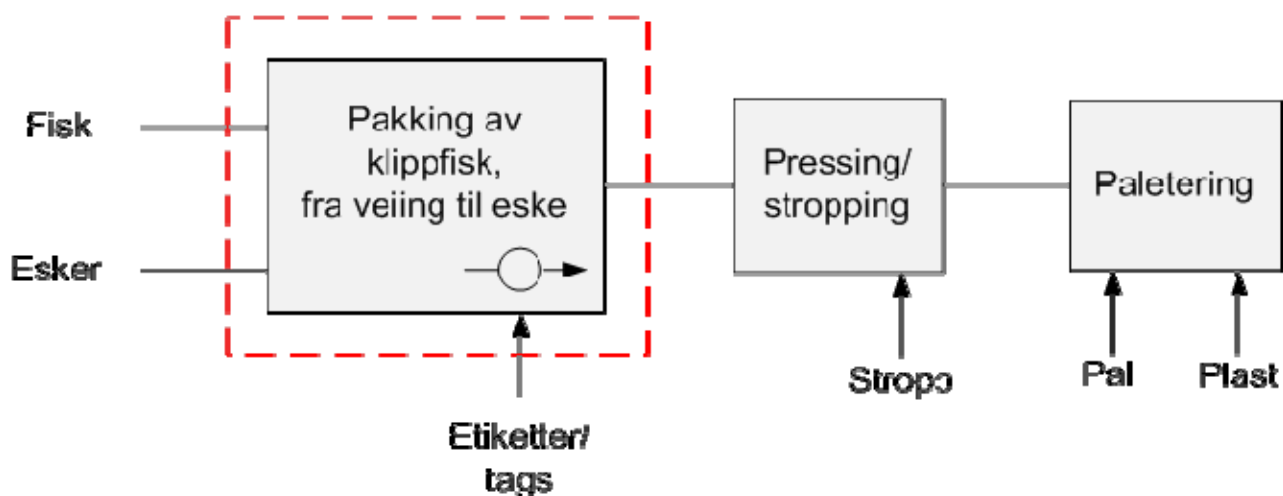 Fisk
Esker
Pakking av
klippfisk,
fra veiing til eske
Etiketter/
tags
Pressing/
stropping
Stropp
Paletering
Pal
Plast